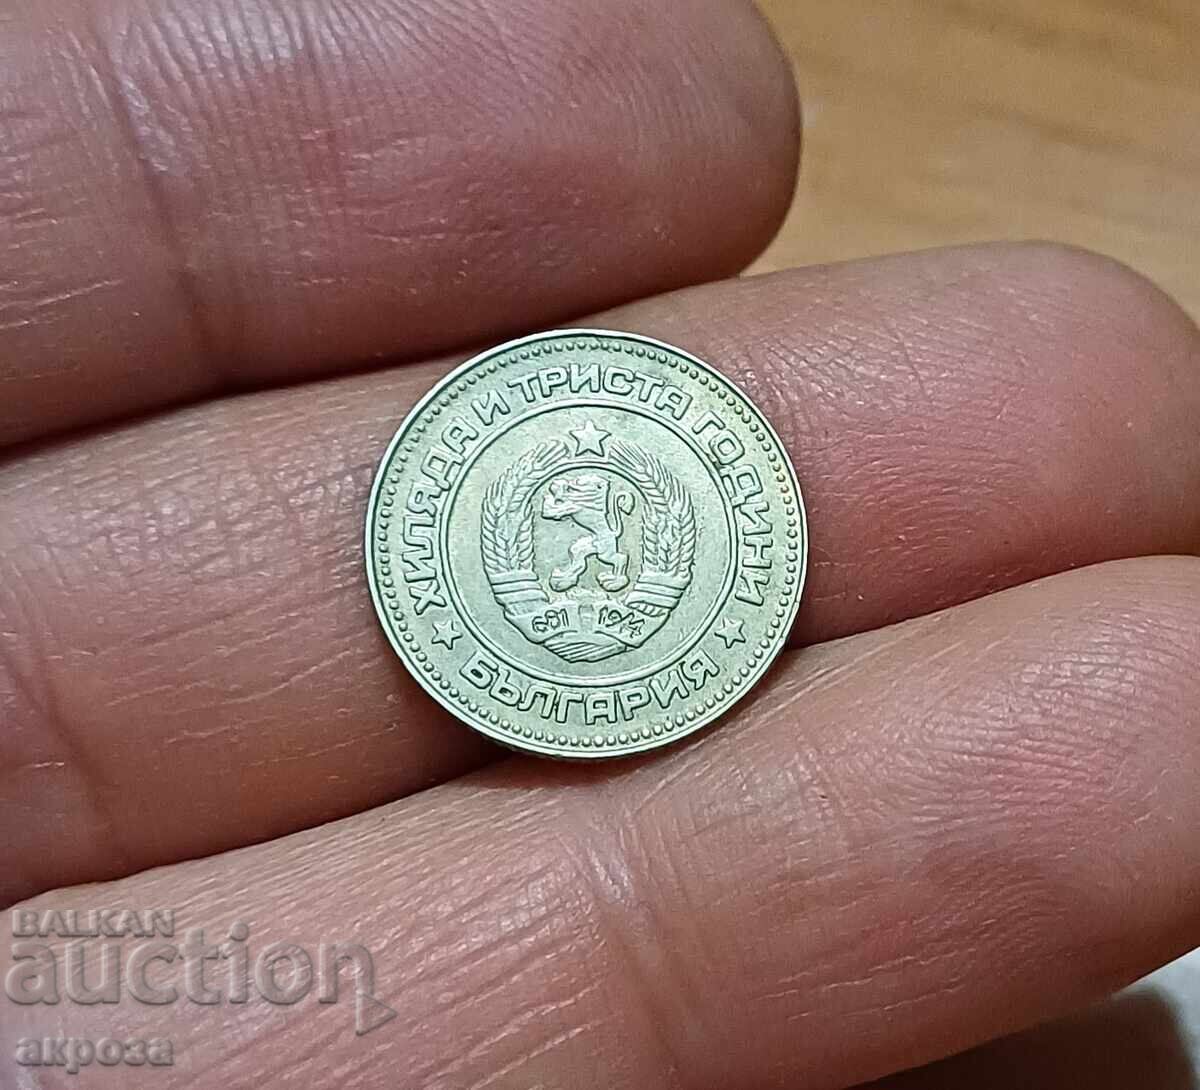 ХИЛЯДА И ТРИСТА ГОДИНИ
681 1944
★ БЪЛГАРИЯ ★
BALKAN
auction
акроза